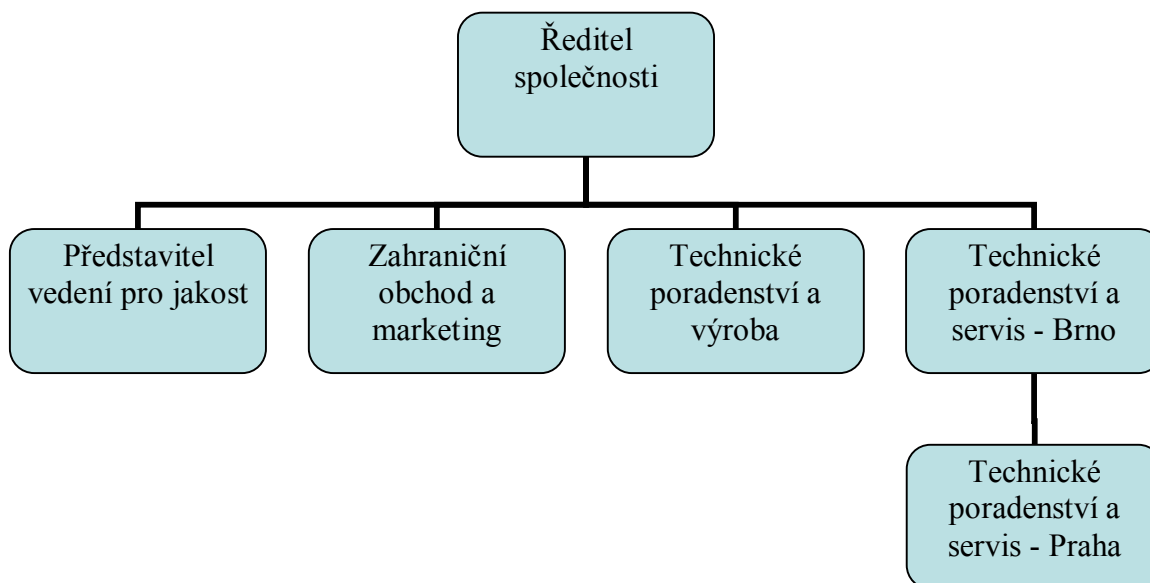 Ředitel
společnosti
Představitel
vedení pro jakost
Zahraniční
obchod a
marketing
Technické
poradenství a
výroba
Technické
poradenství a
servis - Brno
Technické
poradenství a
servis - Praha